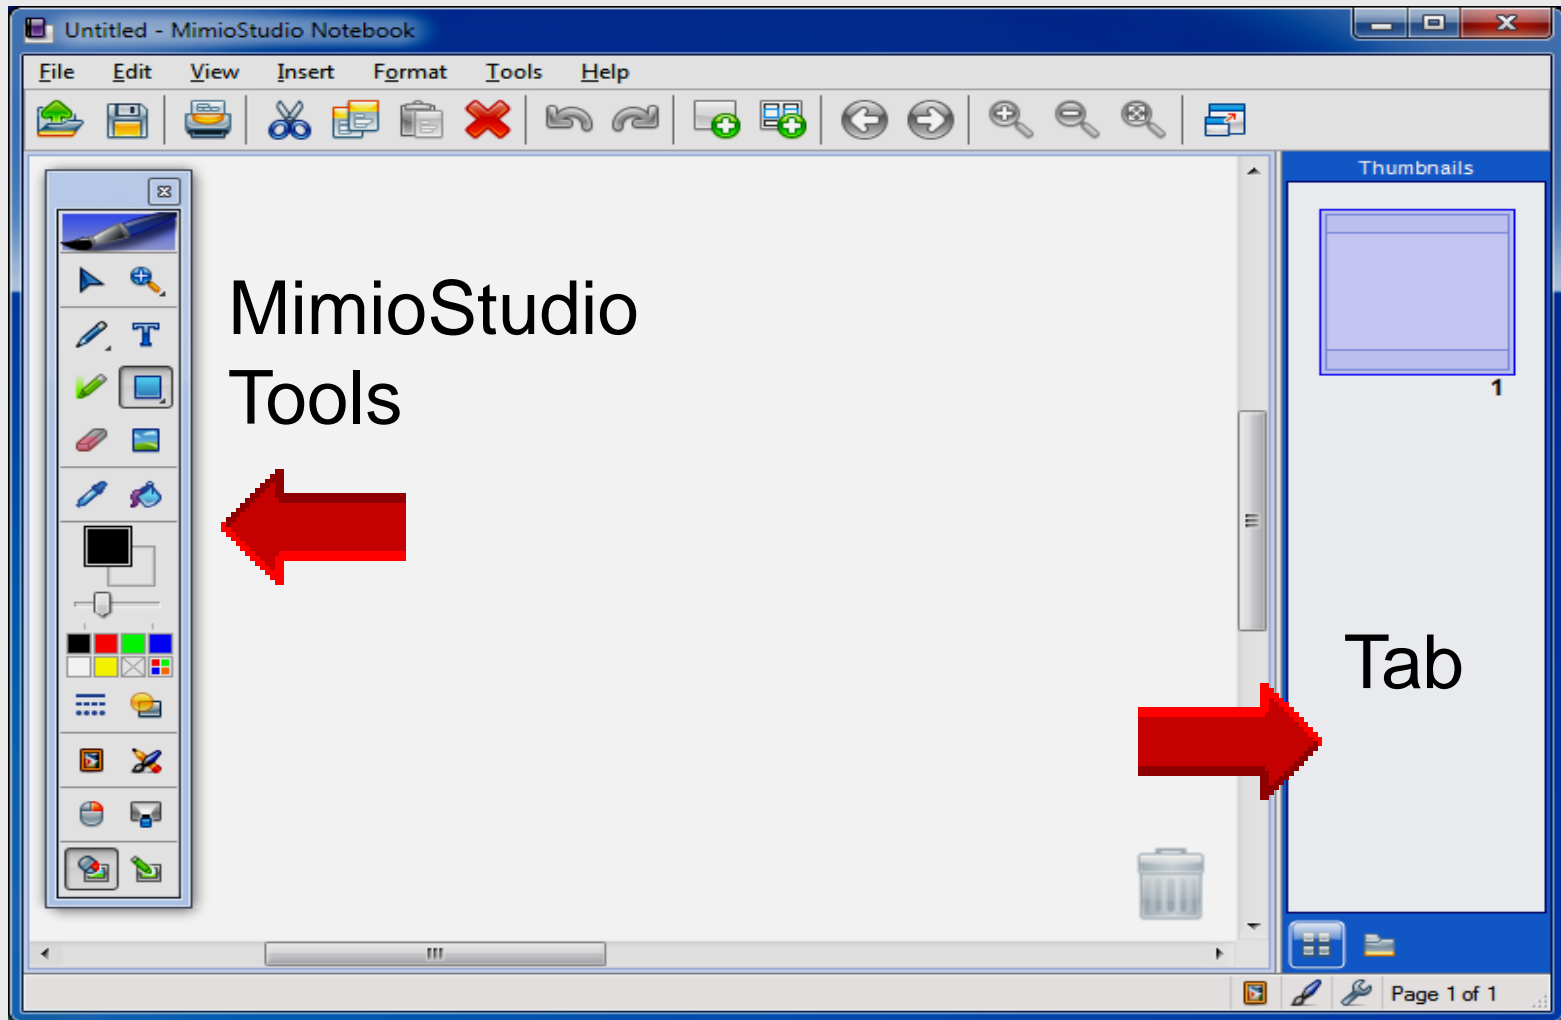 Untitled - MimioStudio Notebook
File Edit View Insert Format Tools Help
Thumbnails
MimioStudio
Tools
1
Tab
Page 1 of 1